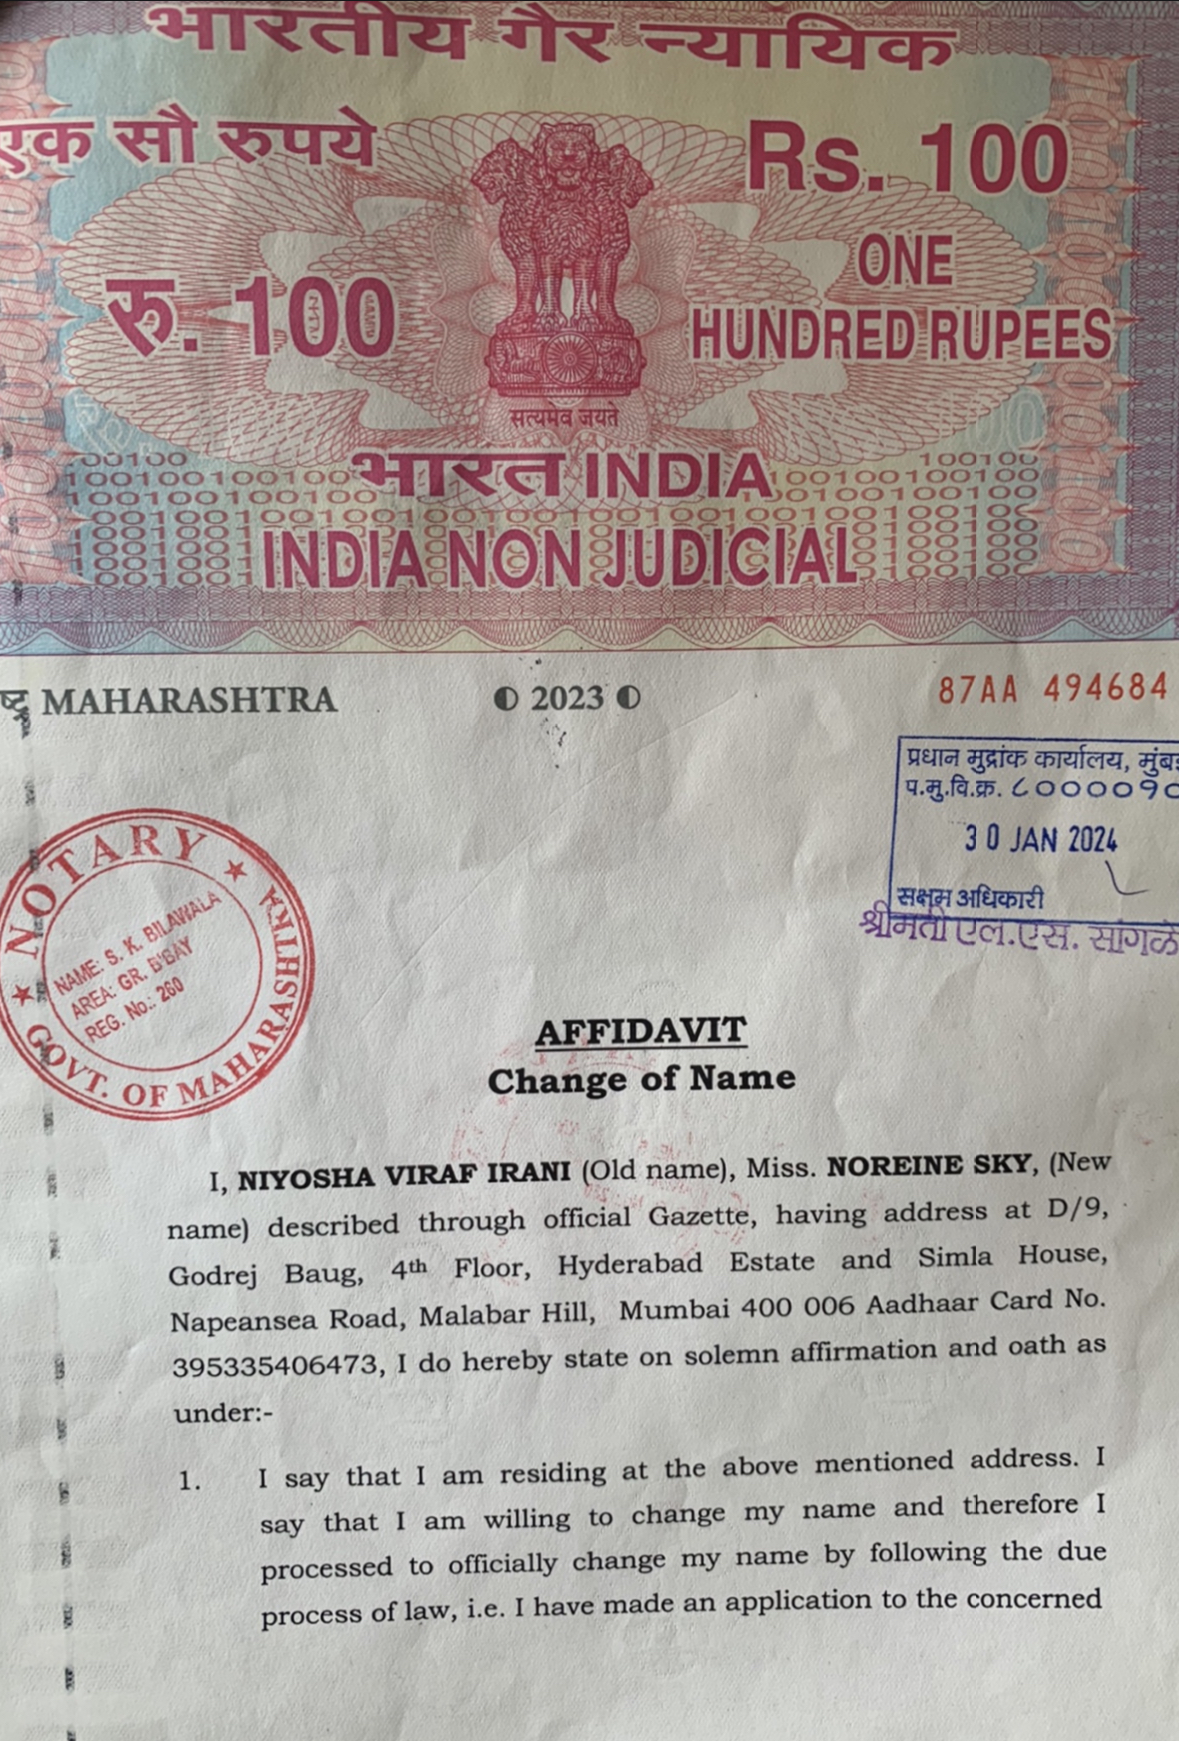 भारतीय गैर न्यायिक
एक सौ रुपये
Rs. 100
रु. 100
ONE
HUNDRED RUPEES
सत्यमेव जयते
भारत INDIA
INDIA NON JUDICIAL
MAHARASHTRA
2023
87AA 494684
प्रधान मुद्रांक कार्यालय, मुंबई
प.मु.वि.क्र. ८००००१०
30 JAN 2024
सक्षम अधिकारी
श्रीमती एल.एस. सांगळे
NOTARY
GOVT. OF MAHARASHTRA
NAME: S. K. BILAWALA
AREA: GR. B'BAY
REG. No.: 260
AFFIDAVIT
Change of Name
I, NIYOSHA VIRAF IRANI (Old name), Miss. NOREINE SKY, (New
name) described through official Gazette, having address at D/9,
Godrej Baug, 4th Floor, Hyderabad Estate and Simla House,
Napeansea Road, Malabar Hill, Mumbai 400 006 Aadhaar Card No.
395335406473, I do hereby state on solemn affirmation and oath as
under:-
1. I say that I am residing at the above mentioned address. I
say that I am willing to change my name and therefore I
processed to officially change my name by following the due
process of law, i.e. I have made an application to the concerned